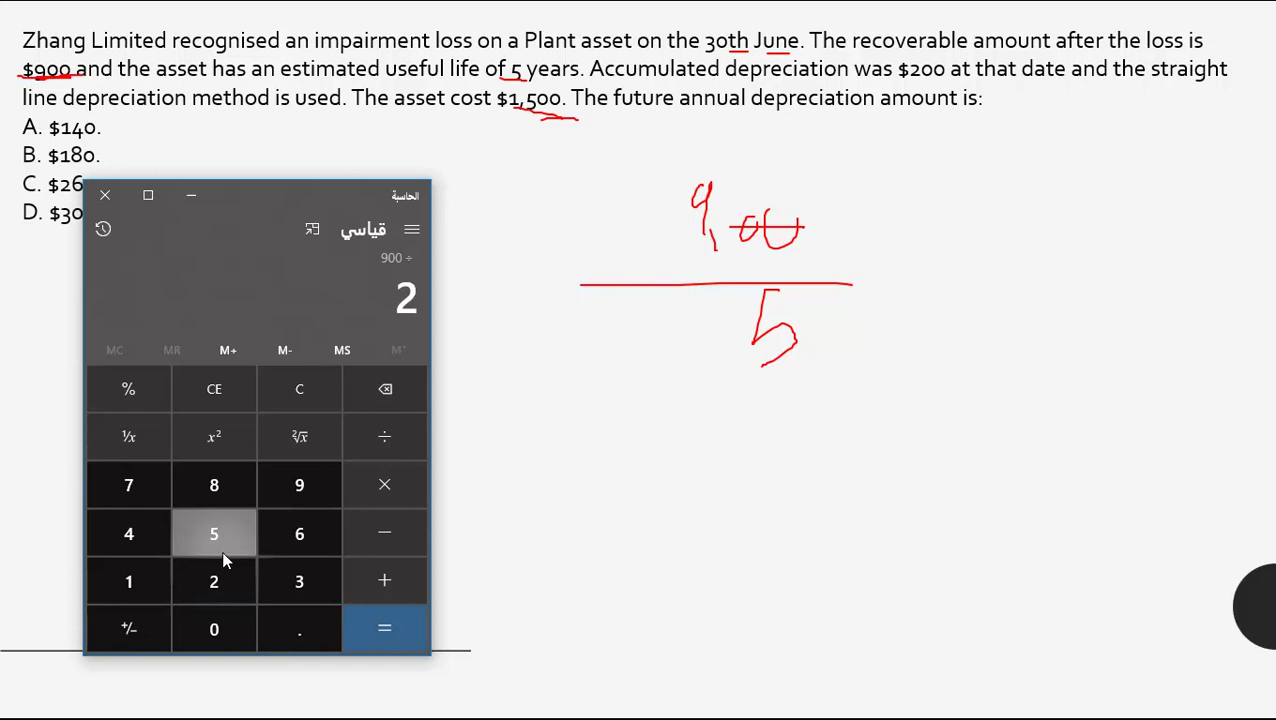 Zhang Limited recognised an impairment loss on a Plant asset on the 30th June. The recoverable amount after the loss is
$900 and the asset has an estimated useful life of 5 years. Accumulated depreciation was $200 at that date and the straight
line depreciation method is used. The asset cost $1,500. The future annual depreciation amount is:
A. $140.
B. $180.
C. $26
D. $30
الحاسبة
قياسي
900 ÷
2
MC MR M+ M- MS M˅
% CE C
⅟x x² ²√x ÷
7 8 9 ×
4 5 6 −
1 2 3 +
+/- 0 . =
9,00
5